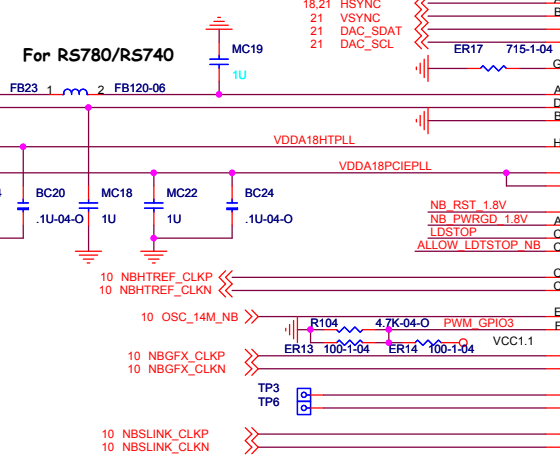 18,21 HSYNC
21 VSYNC
21 DAC_SDAT
21 DAC_SCL
MC19
ER17 715-1-04
For RS780/RS740
1U
FB23 1 2 FB120-06
VDDA18HTPLL
VDDA18PCIEPLL
BC20 MC18 MC22 BC24
.1U-04-O 1U 1U .1U-04-O
NB_RST_1.8V
NB_PWRGD_1.8V
LDSTOP
ALLOW_LDTSTOP_NB
10 NBHTREF_CLKP
10 NBHTREF_CLKN
10 OSC_14M_NB
R104 4.7K-04-O PWM_GPIO3
VCC1.1
ER13 100-1-04 ER14 100-1-04
10 NBGFX_CLKP
10 NBGFX_CLKN
TP3
TP6
10 NBSLINK_CLKP
10 NBSLINK_CLKN